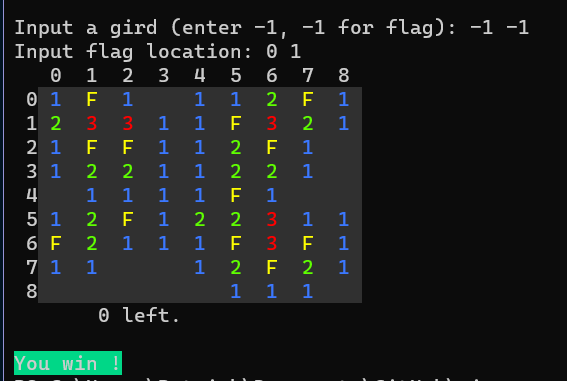 Input a gird (enter -1, -1 for flag): -1 -1
Input flag location: 0 1
0 1 2 3 4 5 6 7 8
0 1 F 1 1 1 2 F 1
1 2 3 3 1 1 F 3 2 1
2 1 F F 1 1 2 F 1
3 1 2 2 1 1 2 2 1
4 1 1 1 1 F 1
5 1 2 F 1 2 2 3 1 1
6 F 2 1 1 1 F 3 F 1
7 1 1 1 2 F 2 1
8 1 1 1
0 left.
You win !